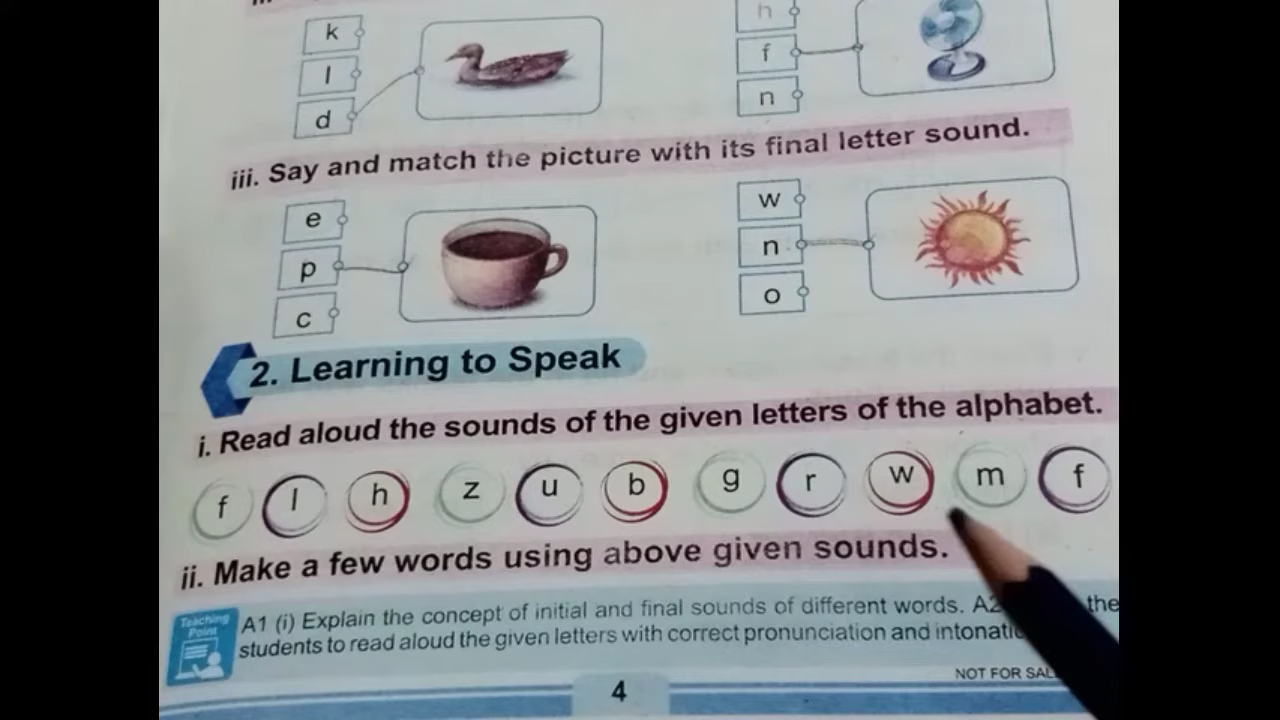 k
l
d
h
f
n
iii. Say and match the picture with its final letter sound.
e
p
c
w
n
o
2. Learning to Speak
i. Read aloud the sounds of the given letters of the alphabet.
f l h z u b g r w m f
ii. Make a few words using above given sounds.
Teaching
Point
A1 (i) Explain the concept of initial and final sounds of different words. the
students to read aloud the given letters with correct pronunciation and
NOT FOR
4